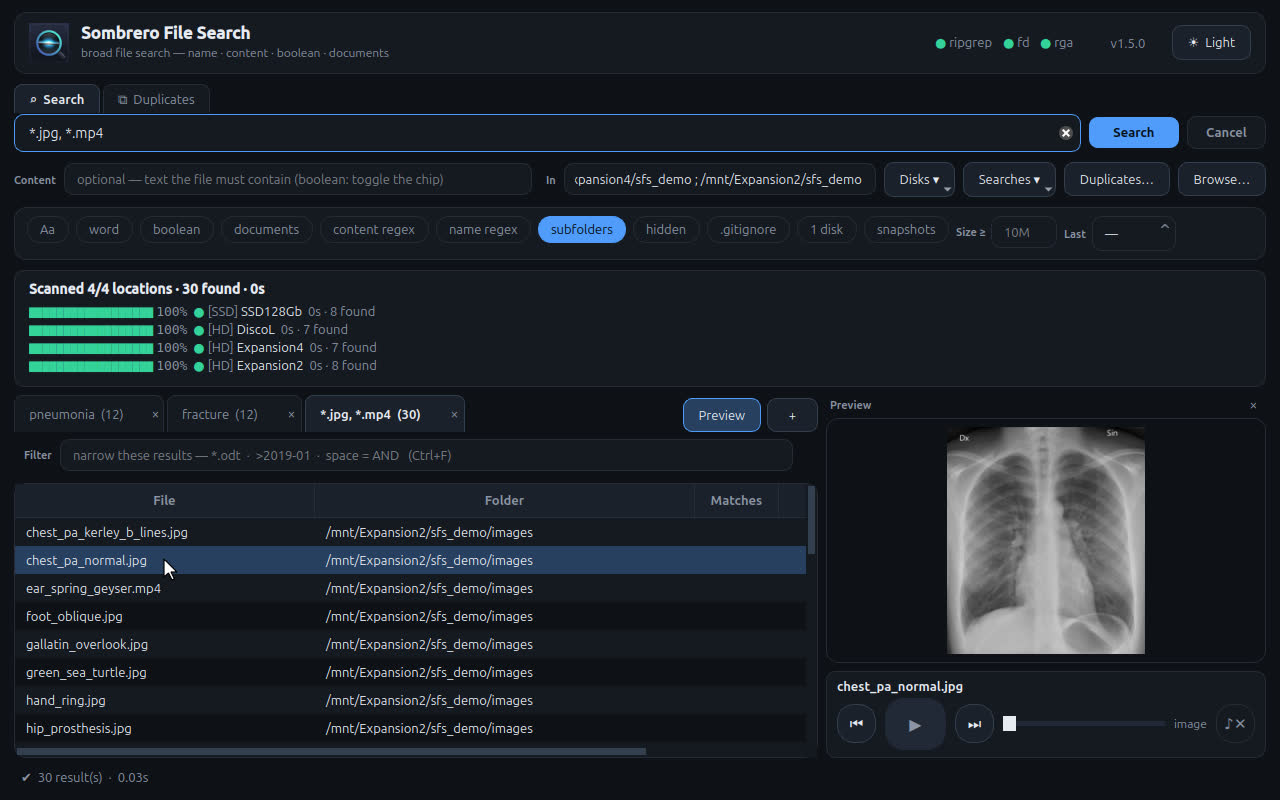 Sombrero File Search
broad file search — name · content · boolean · documents
ripgrep fd rga v1.5.0 ☀ Light
Search Duplicates
*.jpg, *.mp4 Search Cancel
Content optional — text the file must contain (boolean: toggle the chip) In pansion4/sfs_demo ; /mnt/Expansion2/sfs_demo Disks ▾ Searches ▾ Duplicates… Browse…
Aa word boolean documents content regex name regex subfolders hidden .gitignore 1 disk snapshots Size ≥ 10M Last —
Scanned 4/4 locations · 30 found · 0s
100% ● [SSD] SSD128Gb 0s · 8 found
100% ● [HD] DiscoL 0s · 7 found
100% ● [HD] Expansion4 0s · 7 found
100% ● [HD] Expansion2 0s · 8 found
pneumonia (12) × fracture (12) × *.jpg, *.mp4 (30) × Preview +
Filter narrow these results — *.odt · >2019-01 · space = AND (Ctrl+F)
File Folder Matches
chest_pa_kerley_b_lines.jpg /mnt/Expansion2/sfs_demo/images
chest_pa_normal.jpg /mnt/Expansion2/sfs_demo/images
ear_spring_geyser.mp4 /mnt/Expansion2/sfs_demo/images
foot_oblique.jpg /mnt/Expansion2/sfs_demo/images
gallatin_overlook.jpg /mnt/Expansion2/sfs_demo/images
green_sea_turtle.jpg /mnt/Expansion2/sfs_demo/images
hand_ring.jpg /mnt/Expansion2/sfs_demo/images
hip_prosthesis.jpg /mnt/Expansion2/sfs_demo/images
✔ 30 result(s) · 0.03s
Preview ×
Dx Sin
chest_pa_normal.jpg
image